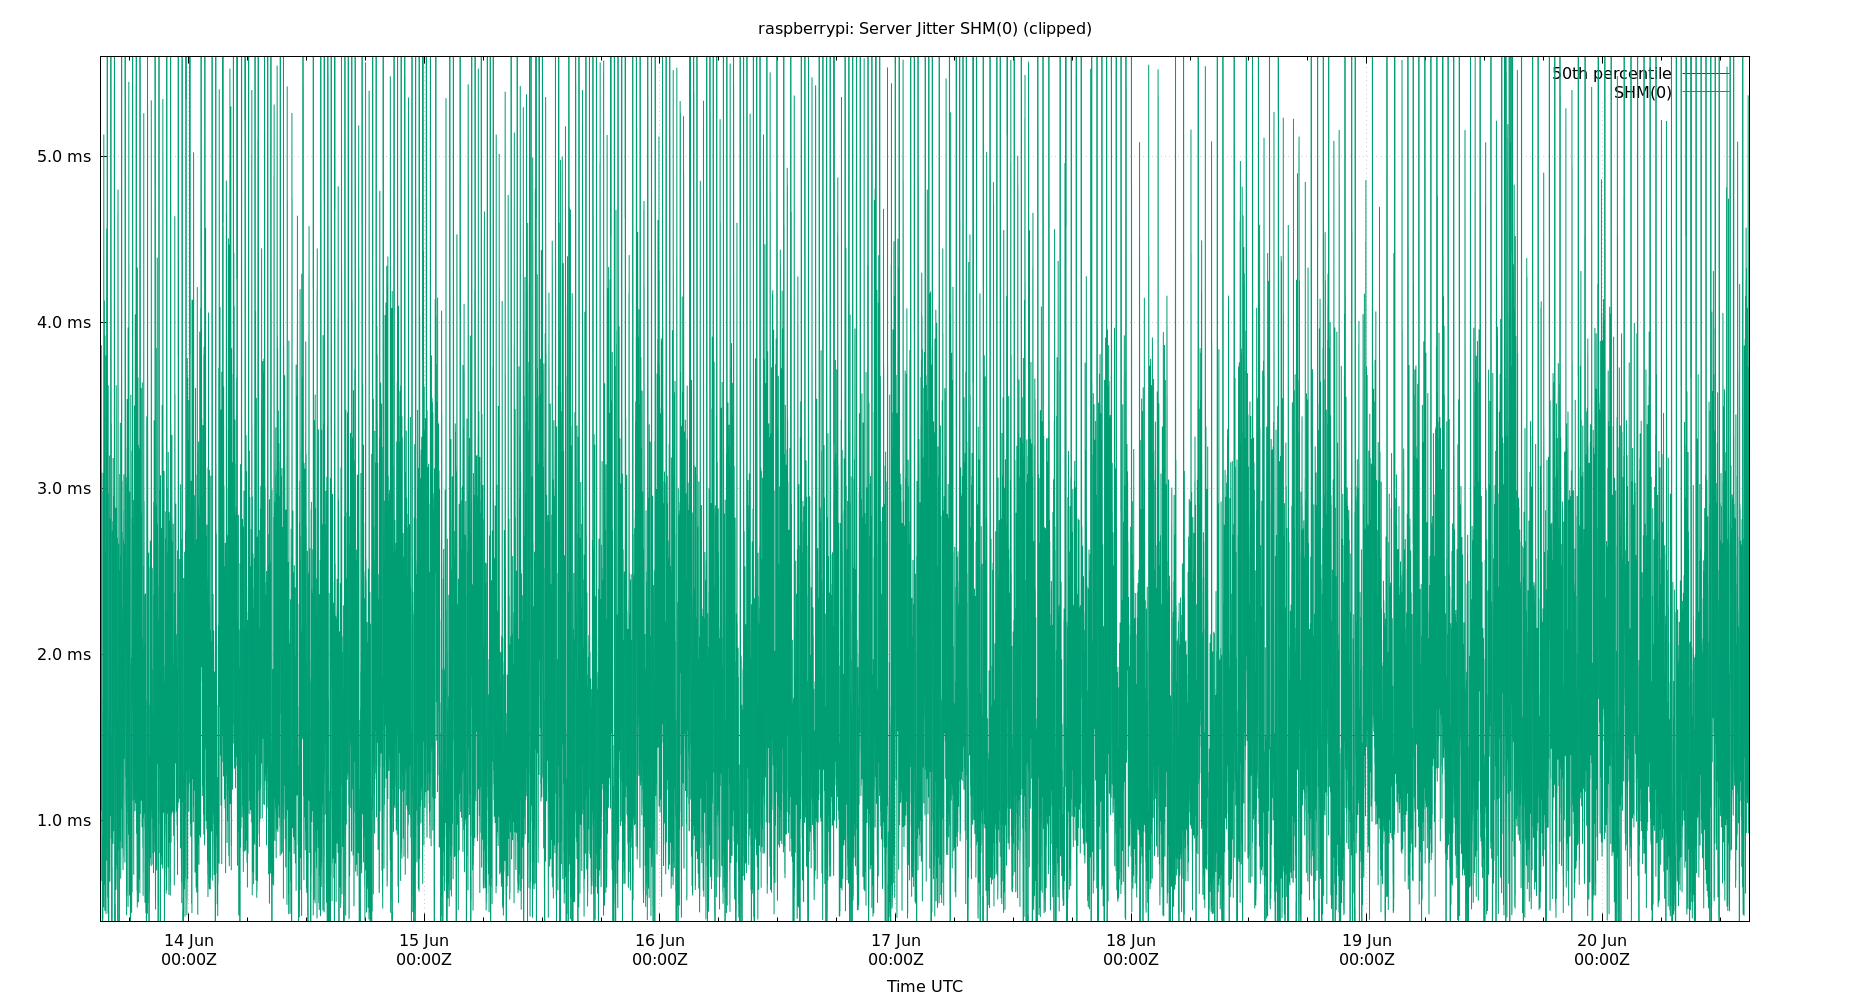 raspberrypi: Server Jitter SHM(0) (clipped)
50th percentile
SHM(0)
5.0 ms
4.0 ms
3.0 ms
2.0 ms
1.0 ms
14 Jun 15 Jun 16 Jun 17 Jun 18 Jun 19 Jun 20 Jun
00:00Z 00:00Z 00:00Z 00:00Z 00:00Z 00:00Z 00:00Z
Time UTC